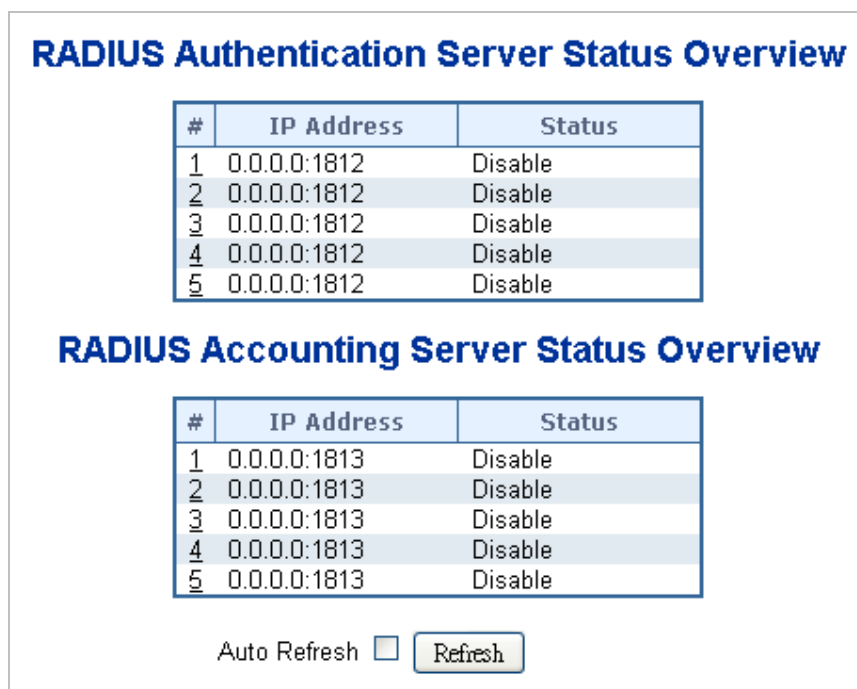 RADIUS Authentication Server Status Overview
# IP Address Status
1 0.0.0.0:1812 Disable
2 0.0.0.0:1812 Disable
3 0.0.0.0:1812 Disable
4 0.0.0.0:1812 Disable
5 0.0.0.0:1812 Disable
RADIUS Accounting Server Status Overview
# IP Address Status
1 0.0.0.0:1813 Disable
2 0.0.0.0:1813 Disable
3 0.0.0.0:1813 Disable
4 0.0.0.0:1813 Disable
5 0.0.0.0:1813 Disable
Auto Refresh Refresh